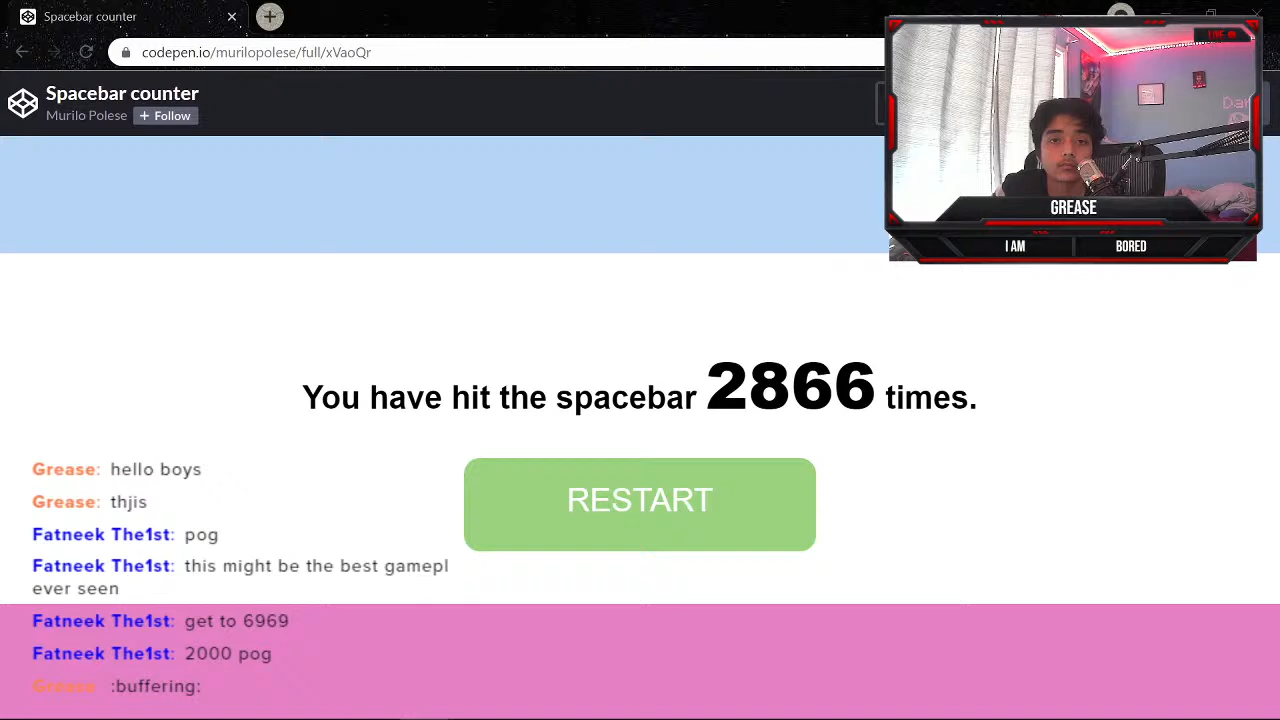 Spacebar counter
codepen.io/murilopolese/full/xVaoQr
Spacebar counter
Murilo Polese + Follow
LIVE
GREASE
I AM BORED
You have hit the spacebar 2866 times.
RESTART
Grease: hello boys
Grease: thjis
Fatneek The1st: pog
Fatneek The1st: this might be the best gamepl
ever seen
Fatneek The1st: get to 6969
Fatneek The1st: 2000 pog
Grease :buffering: